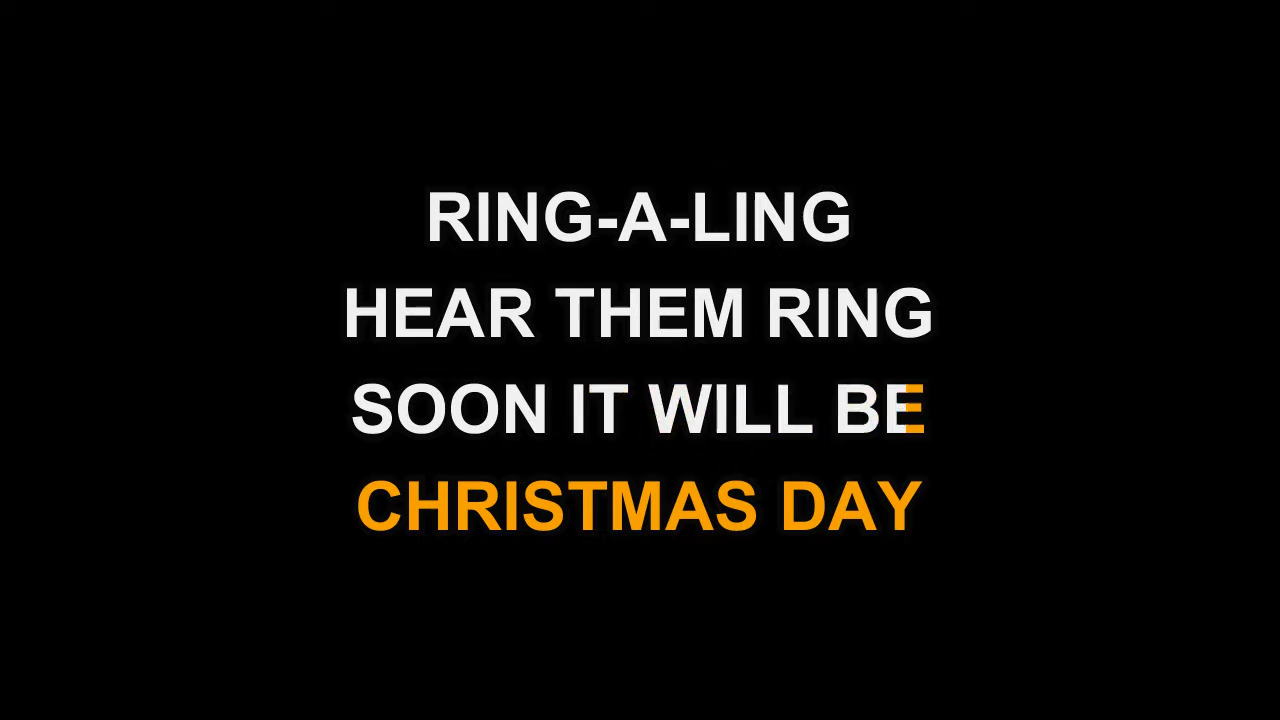 RING-A-LING
HEAR THEM RING
SOON IT WILL BE
CHRISTMAS DAY